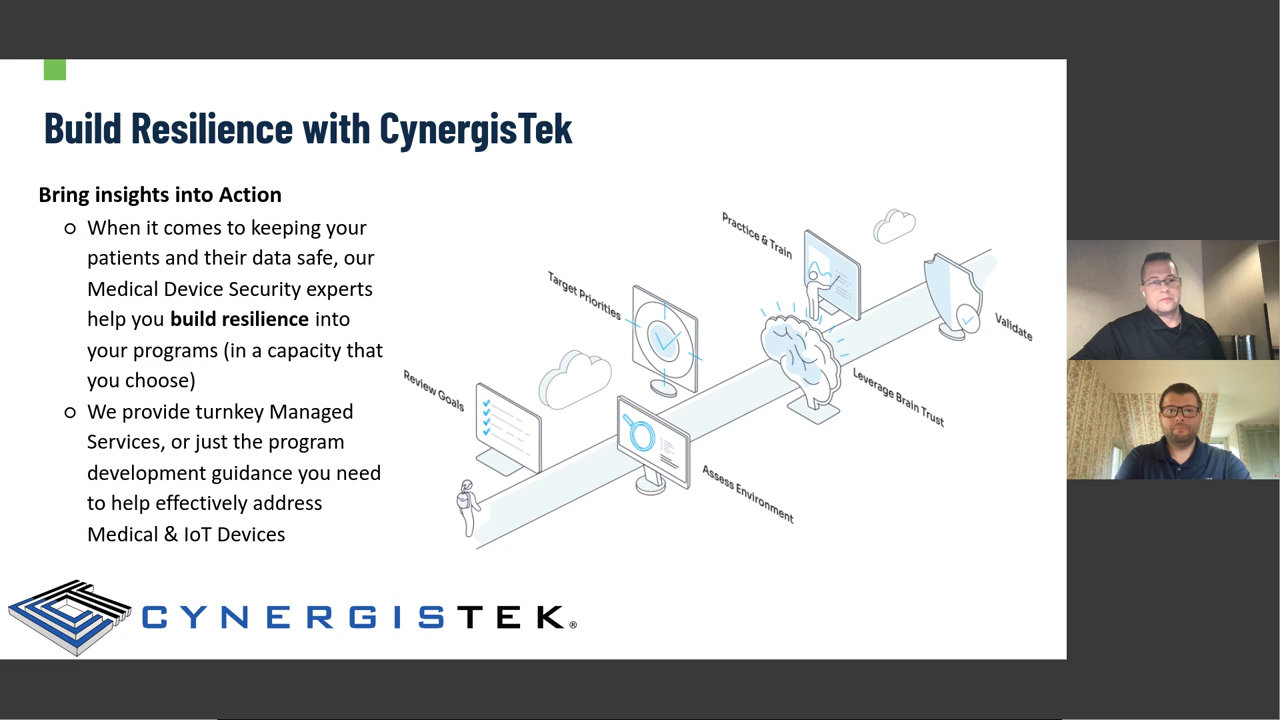 Build Resilience with CynergisTek
Bring insights into Action
When it comes to keeping your
patients and their data safe, our
Medical Device Security experts
help you build resilience into
your programs (in a capacity that
you choose)
We provide turnkey Managed
Services, or just the program
development guidance you need
to help effectively address
Medical & IoT Devices
Review Goals
Target Priorities
Assess Environment
Practice & Train
Leverage Brain Trust
Validate
CYNERGISTEK®